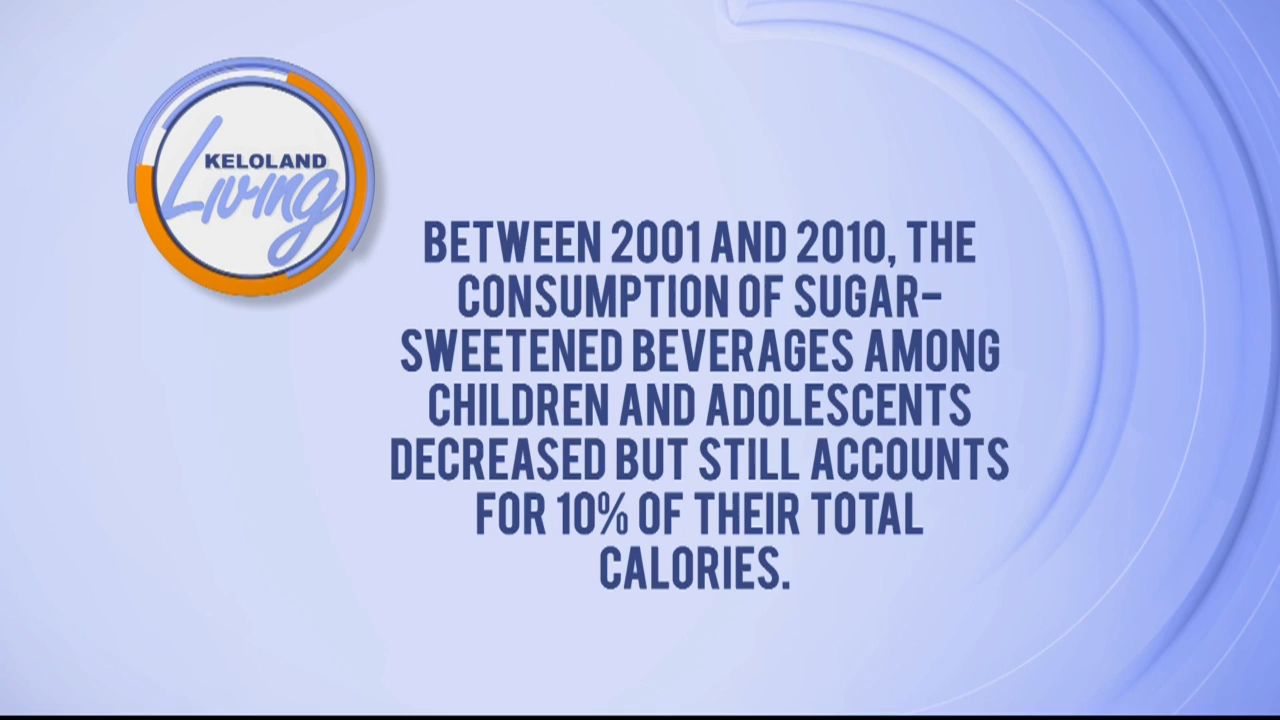 KELOLAND
Living
BETWEEN 2001 AND 2010, THE
CONSUMPTION OF SUGAR-
SWEETENED BEVERAGES AMONG
CHILDREN AND ADOLESCENTS
DECREASED BUT STILL ACCOUNTS
FOR 10% OF THEIR TOTAL
CALORIES.